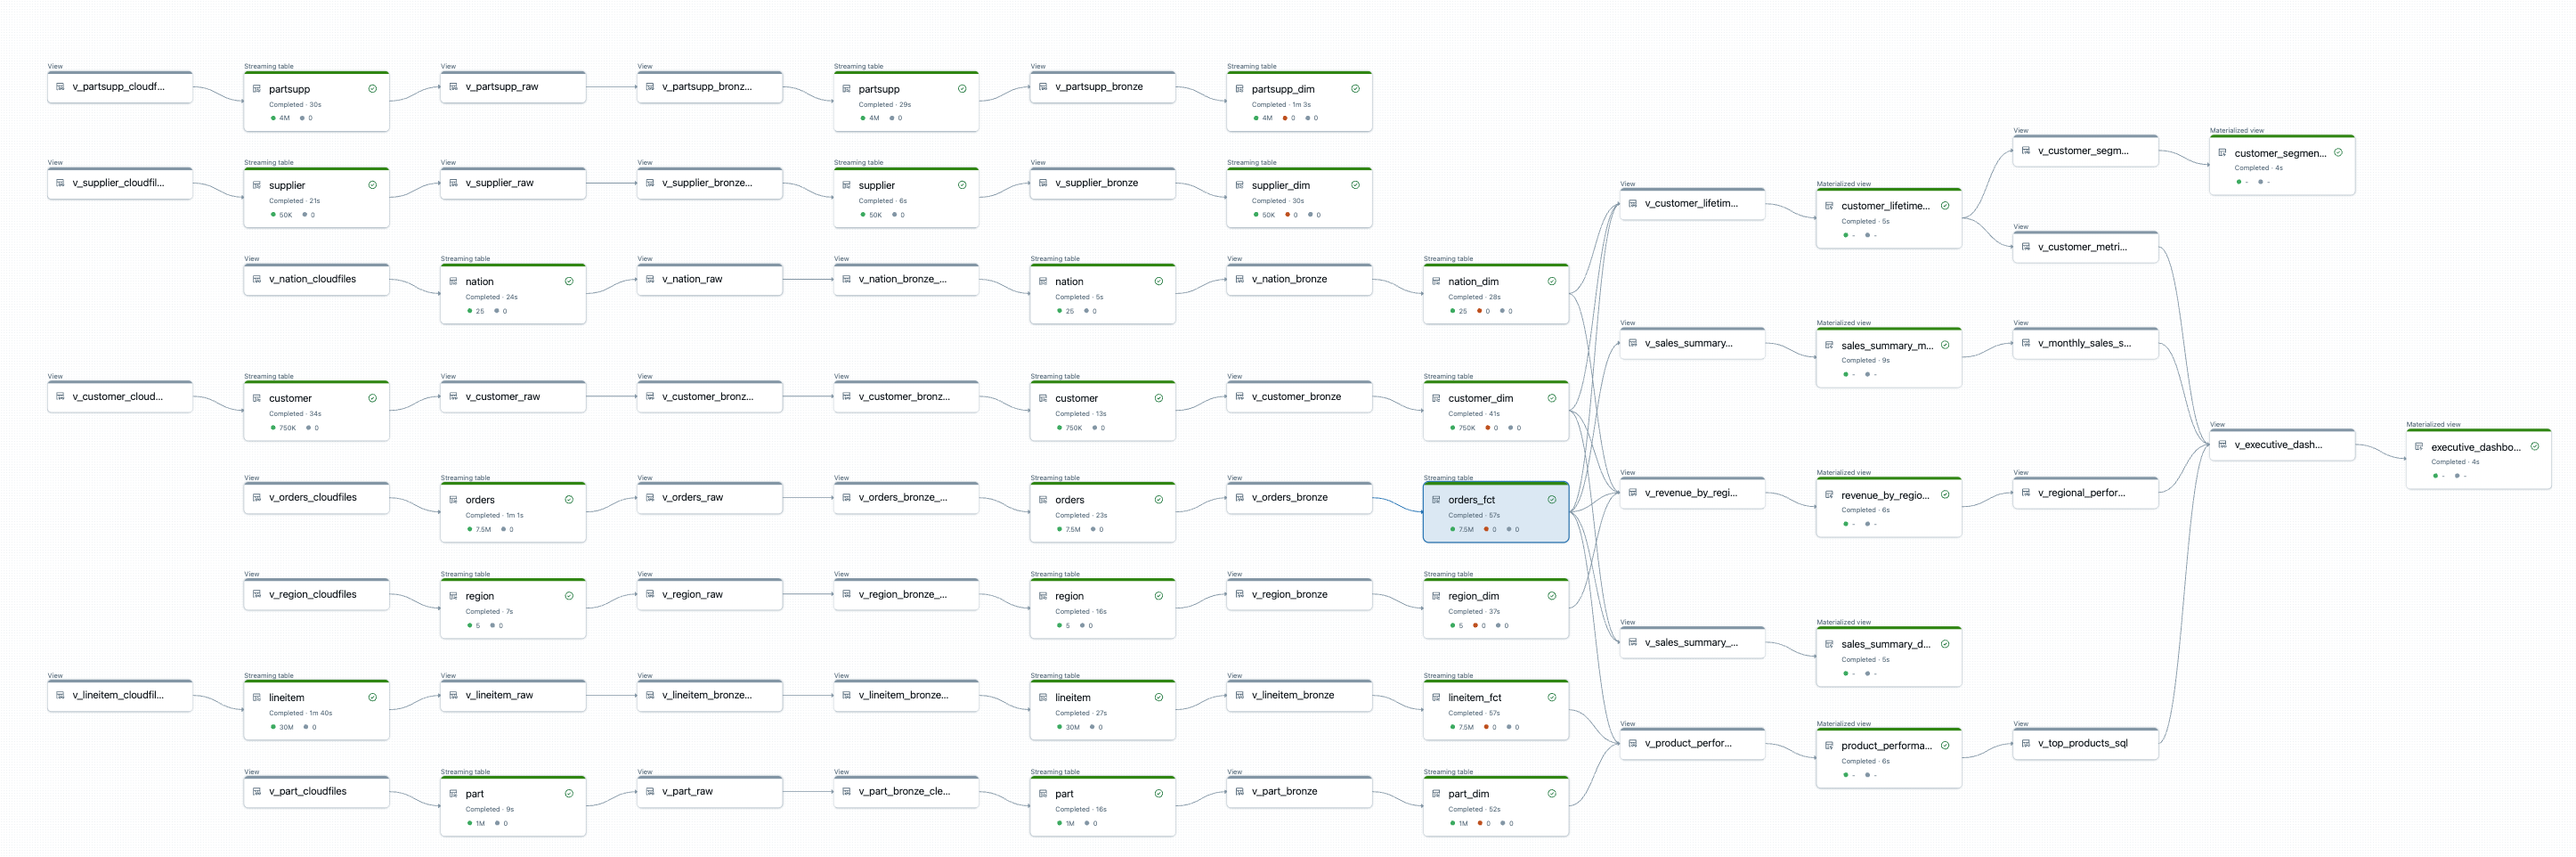 View
v_partsupp_cloudf...
Streaming table
partsupp
Completed · 30s
4M 0
View
v_partsupp_raw
View
v_partsupp_bronz...
Streaming table
partsupp
Completed · 29s
4M 0
View
v_partsupp_bronze
Streaming table
partsupp_dim
Completed · 1m 3s
4M 0 0
View
v_supplier_cloudfil...
Streaming table
supplier
Completed · 21s
50K 0
View
v_supplier_raw
View
v_supplier_bronze...
Streaming table
supplier
Completed · 6s
50K 0
View
v_supplier_bronze
Streaming table
supplier_dim
Completed · 30s
50K 0 0
View
v_nation_cloudfiles
Streaming table
nation
Completed · 24s
25 0
View
v_nation_raw
View
v_nation_bronze_...
Streaming table
nation
Completed · 5s
25 0
View
v_nation_bronze
Streaming table
nation_dim
Completed · 28s
25 0 0
View
v_customer_cloud...
Streaming table
customer
Completed · 34s
750K 0
View
v_customer_raw
View
v_customer_bronz...
View
v_customer_bronz...
Streaming table
customer
Completed · 13s
750K 0
View
v_customer_bronze
Streaming table
customer_dim
Completed · 41s
750K 0 0
View
v_orders_cloudfiles
Streaming table
orders
Completed · 1m 1s
7.5M 0
View
v_orders_raw
View
v_orders_bronze_...
Streaming table
orders
Completed · 23s
7.5M 0
View
v_orders_bronze
Streaming table
orders_fct
Completed · 57s
7.5M 0 0
View
v_region_cloudfiles
Streaming table
region
Completed · 7s
5 0
View
v_region_raw
View
v_region_bronze_...
Streaming table
region
Completed · 16s
5 0
View
v_region_bronze
Streaming table
region_dim
Completed · 37s
5 0 0
View
v_lineitem_cloudfil...
Streaming table
lineitem
Completed · 1m 40s
30M 0
View
v_lineitem_raw
View
v_lineitem_bronze...
View
v_lineitem_bronze...
Streaming table
lineitem
Completed · 27s
30M 0
View
v_lineitem_bronze
Streaming table
lineitem_fct
Completed · 57s
7.5M 0 0
View
v_part_cloudfiles
Streaming table
part
Completed · 9s
1M 0
View
v_part_raw
View
v_part_bronze_cle...
Streaming table
part
Completed · 16s
1M 0
View
v_part_bronze
Streaming table
part_dim
Completed · 52s
1M 0 0
View
v_customer_lifetim...
Materialized view
customer_lifetime...
Completed · 5s
- -
View
v_customer_segm...
Materialized view
customer_segmen...
Completed · 4s
- -
View
v_customer_metri...
View
v_sales_summary...
Materialized view
sales_summary_m...
Completed · 9s
- -
View
v_monthly_sales_s...
View
v_revenue_by_regi...
Materialized view
revenue_by_regio...
Completed · 6s
- -
View
v_regional_perfor...
View
v_executive_dash...
Materialized view
executive_dashbo...
Completed · 4s
- -
View
v_sales_summary_...
Materialized view
sales_summary_d...
Completed · 5s
- -
View
v_product_perfor...
Materialized view
product_performa...
Completed · 6s
- -
View
v_top_products_sql